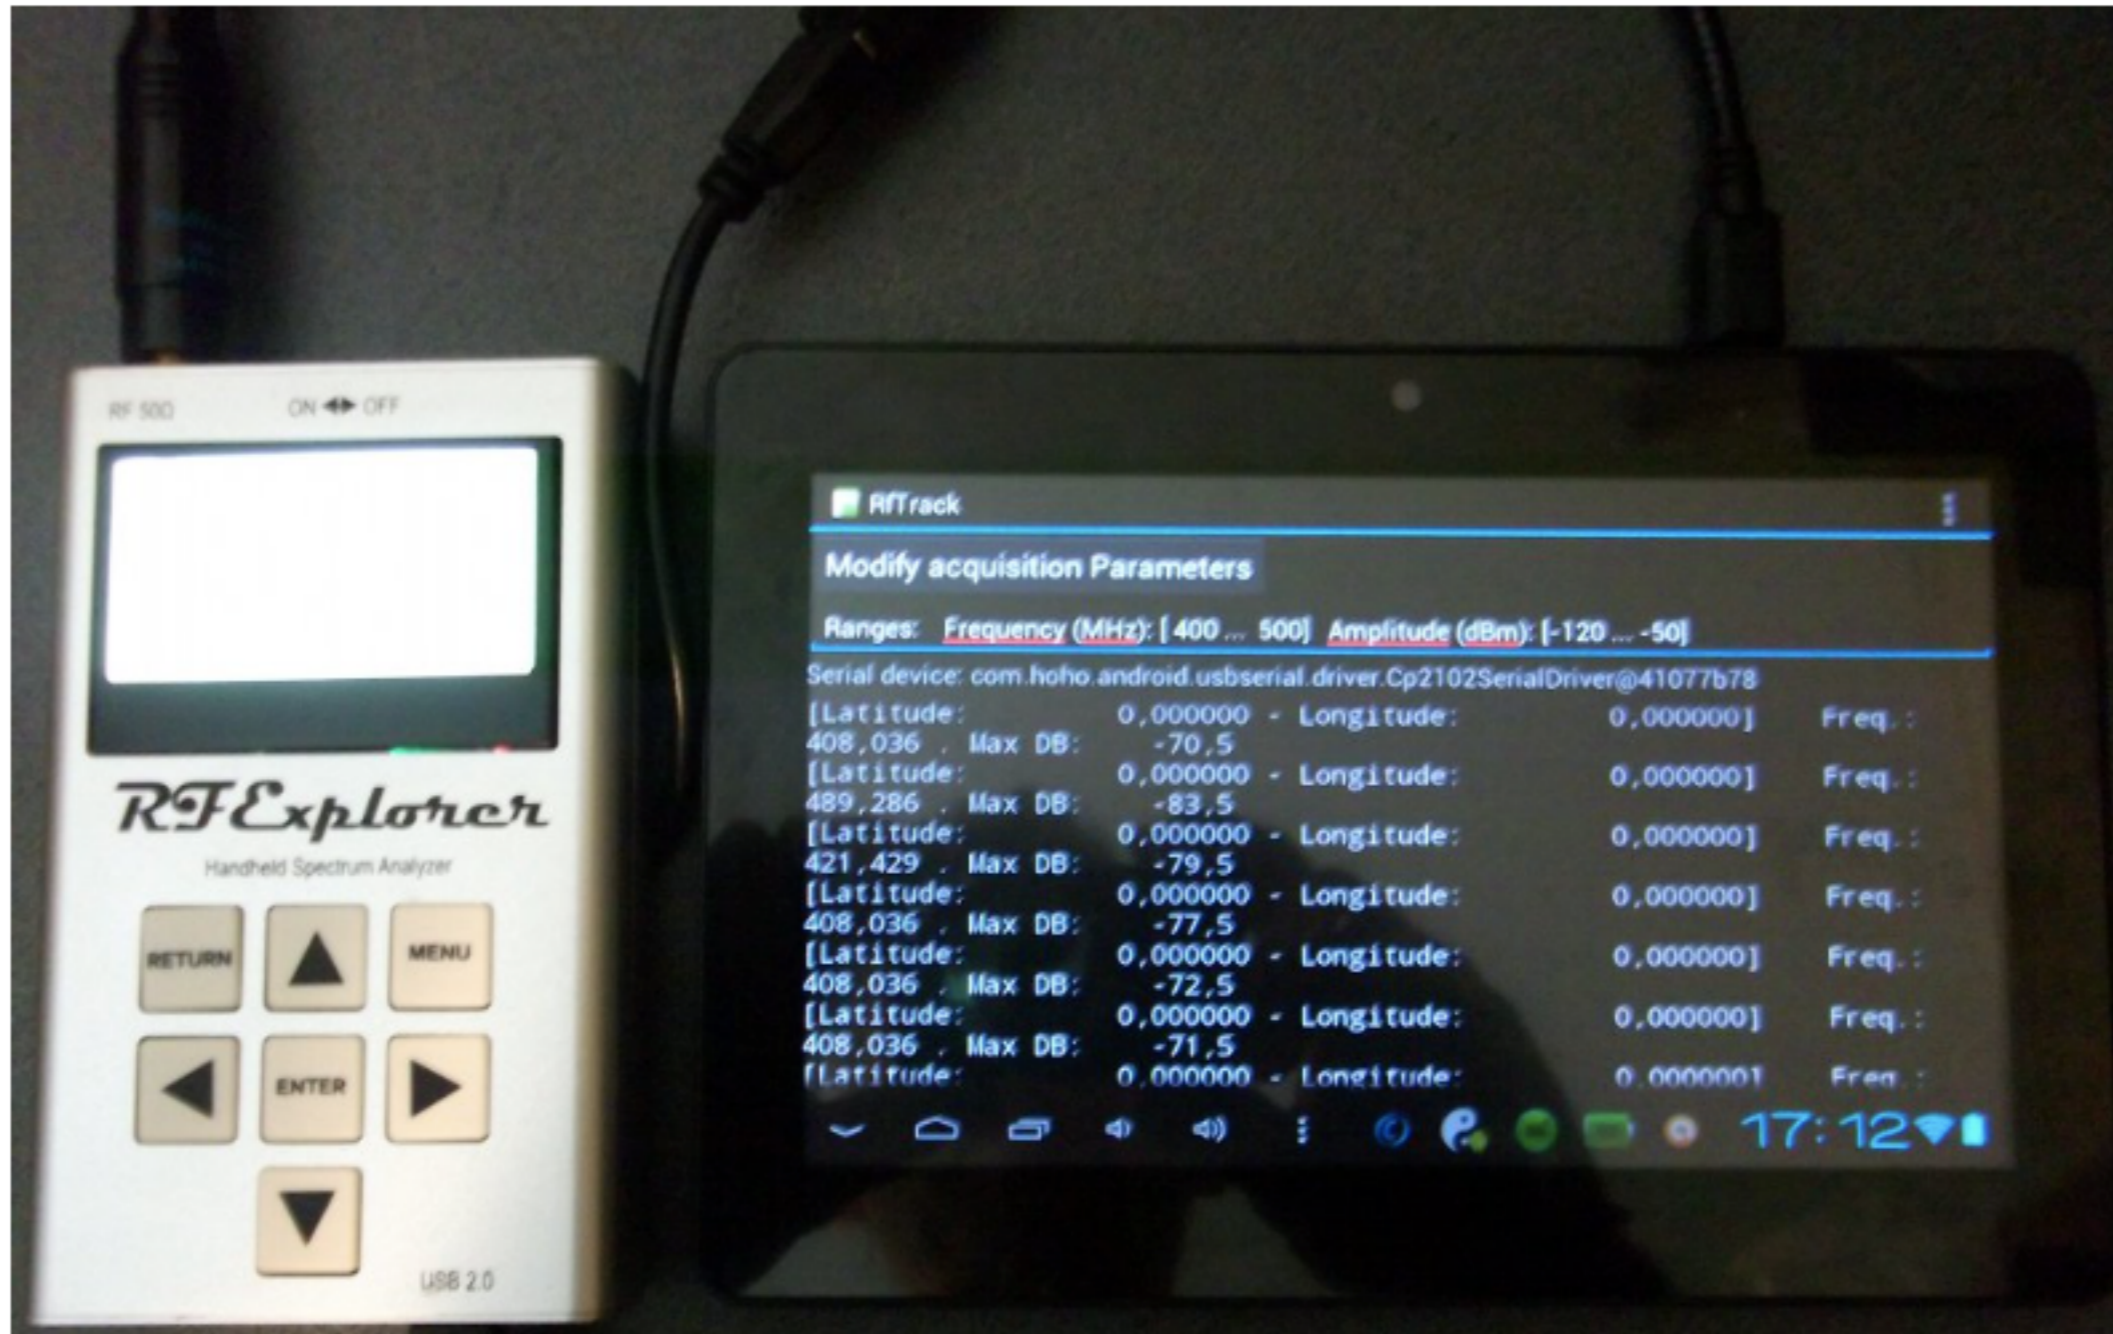 RF 50Ω ON OFF
RF Explorer
Handheld Spectrum Analyzer
RETURN
MENU
ENTER
USB 2.0
RfTrack
Modify acquisition Parameters
Ranges: Frequency (MHz): [ 400 ... 500] Amplitude (dBm): [-120 ... -50]
Serial device: com.hoho.android.usbserial.driver.Cp2102SerialDriver@41077b78
[Latitude: 0,000000 - Longitude: 0,000000] Freq.:
408,036 . Max DB: -70,5
[Latitude: 0,000000 - Longitude: 0,000000] Freq.:
489,286 . Max DB: -83,5
[Latitude: 0,000000 - Longitude: 0,000000] Freq.:
421,429 . Max DB: -79,5
[Latitude: 0,000000 - Longitude: 0,000000] Freq.:
408,036 . Max DB: -77,5
[Latitude: 0,000000 - Longitude: 0,000000] Freq.:
408,036 . Max DB: -72,5
[Latitude: 0,000000 - Longitude: 0,000000] Freq.:
408,036 . Max DB: -71,5
[Latitude: 0,000000 - Longitude: 0,000000] Freq.:
17:12